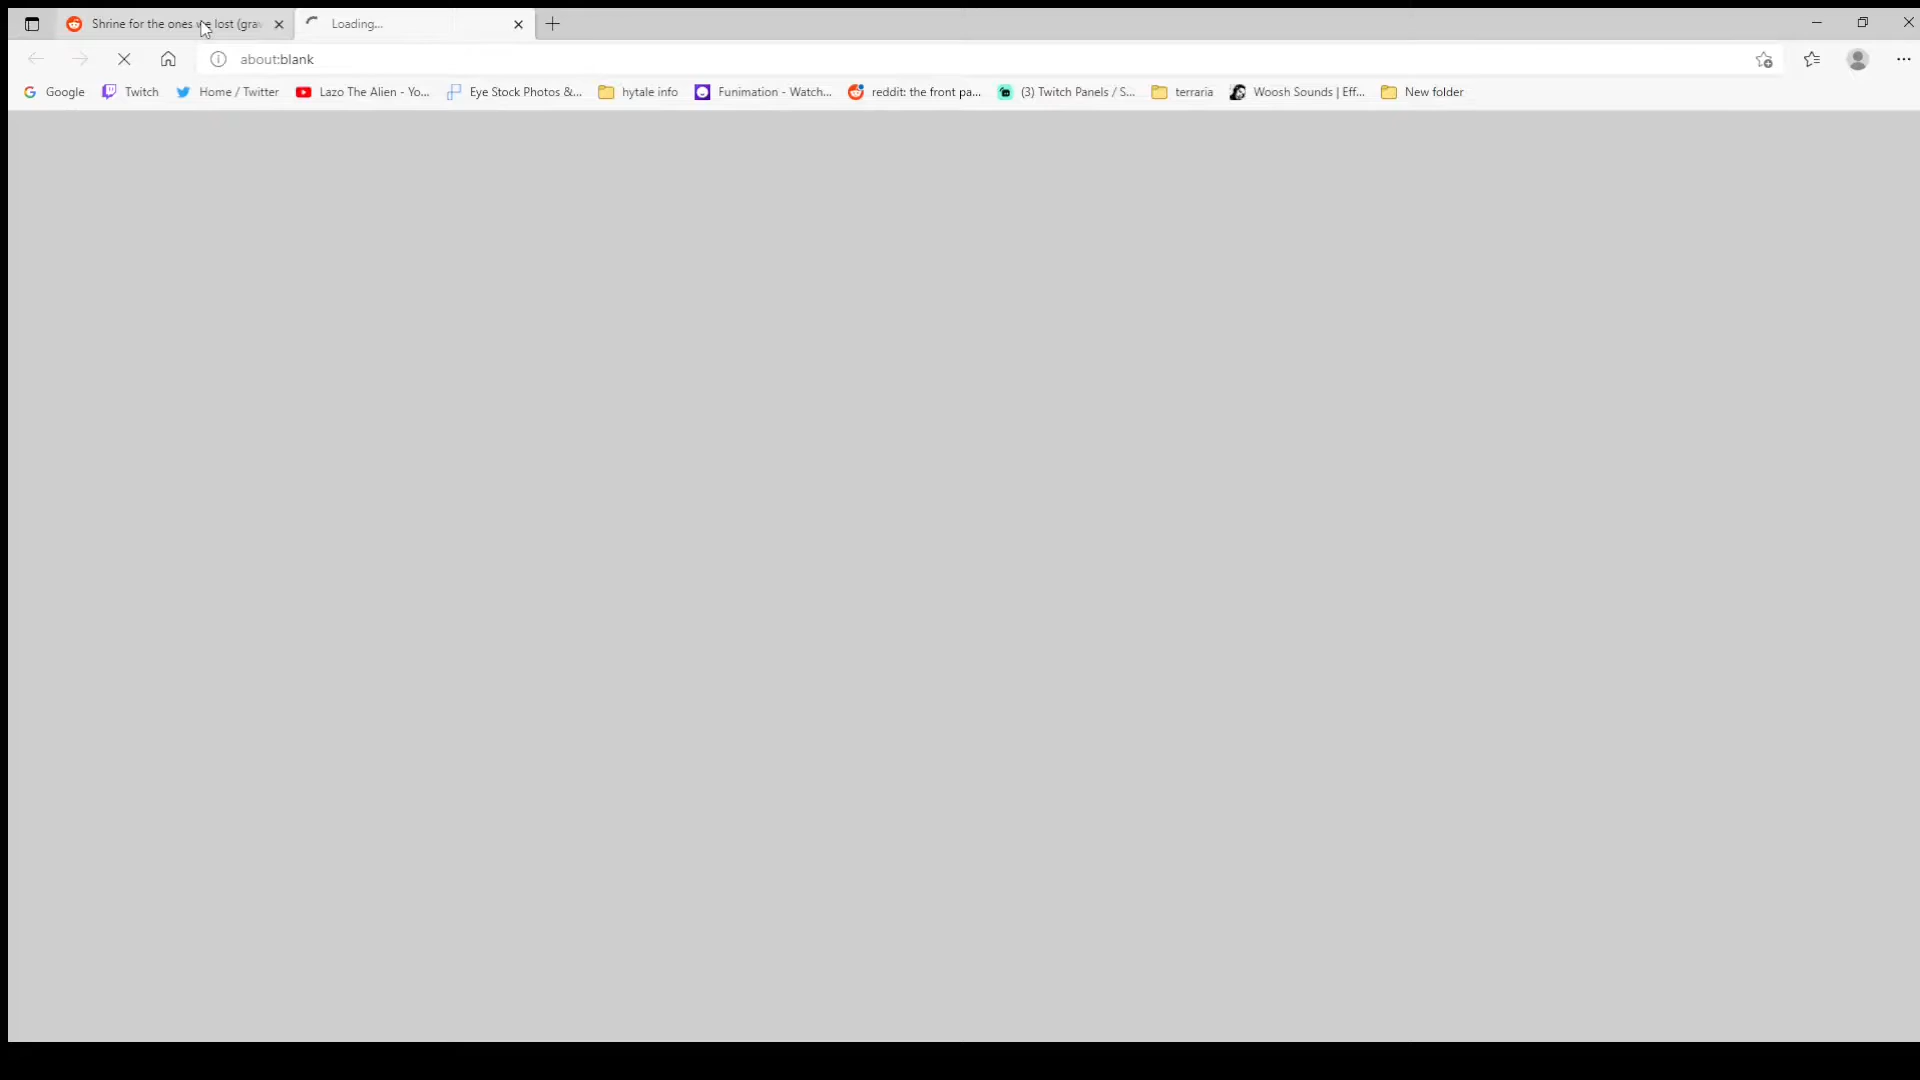 Shrine for the ones we lost (gra
Loading...
about:blank
Google Twitch Home / Twitter Lazo The Alien - Yo... Eye Stock Photos &... hytale info Funimation - Watch... reddit: the front pa... (3) Twitch Panels / S... terraria Woosh Sounds | Eff... New folder